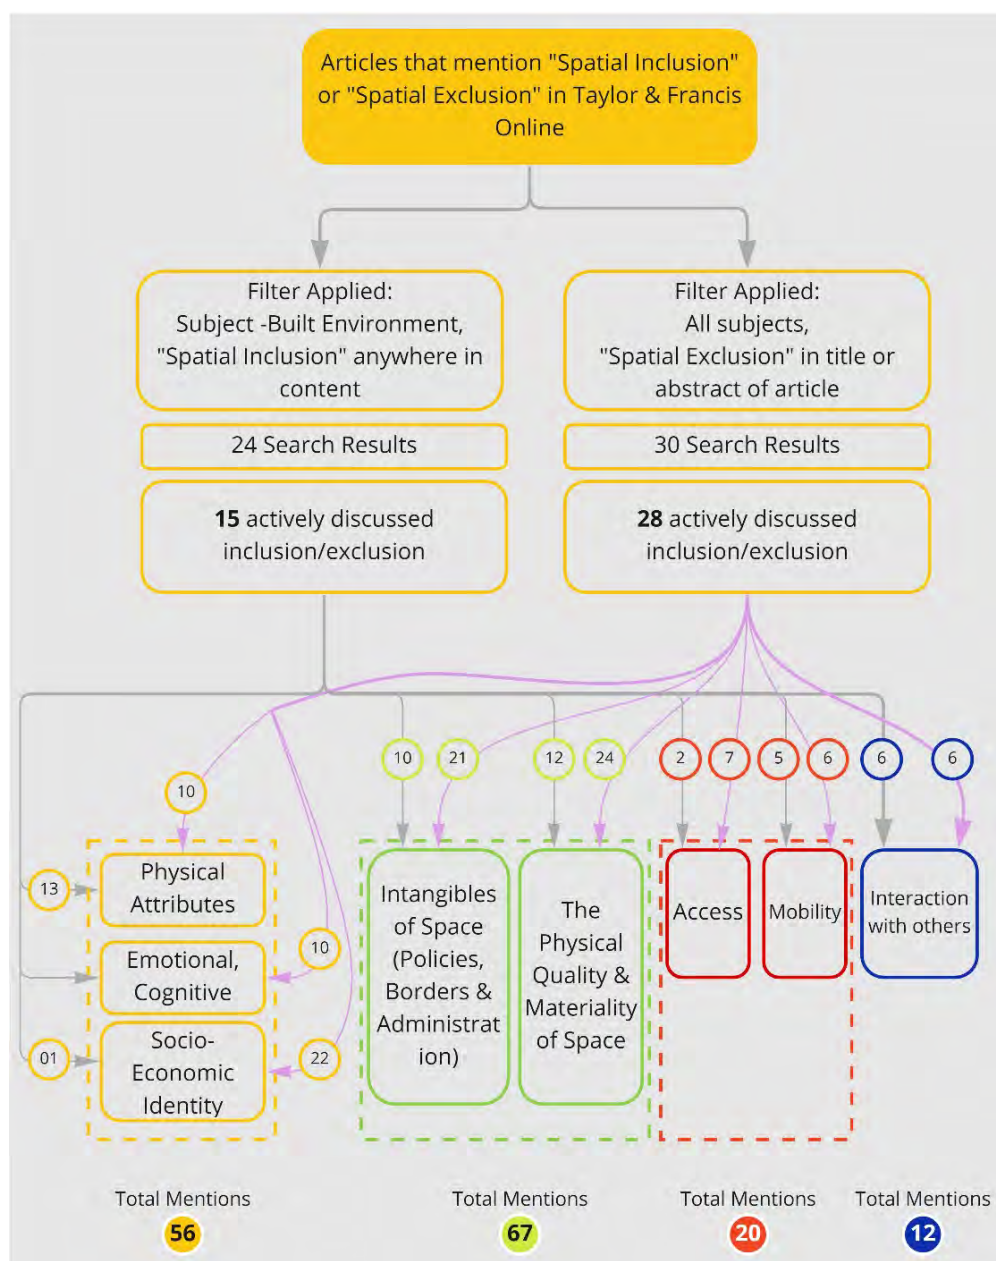 Articles that mention "Spatial Inclusion"
or "Spatial Exclusion" in Taylor & Francis
Online
Filter Applied:
Subject -Built Environment,
"Spatial Inclusion" anywhere in
content
Filter Applied:
All subjects,
"Spatial Exclusion" in title or
abstract of article
24 Search Results
30 Search Results
15 actively discussed
inclusion/exclusion
28 actively discussed
inclusion/exclusion
10
21
12
24
2
7
5
6
6
6
10
13
10
01
22
Physical
Attributes
Emotional,
Cognitive
Socio-
Economic
Identity
Intangibles
of Space
(Policies,
Borders &
Administrat
ion)
The
Physical
Quality &
Materiality
of Space
Access
Mobility
Interaction
with others
Total Mentions
56
Total Mentions
67
Total Mentions
20
Total Mentions
12